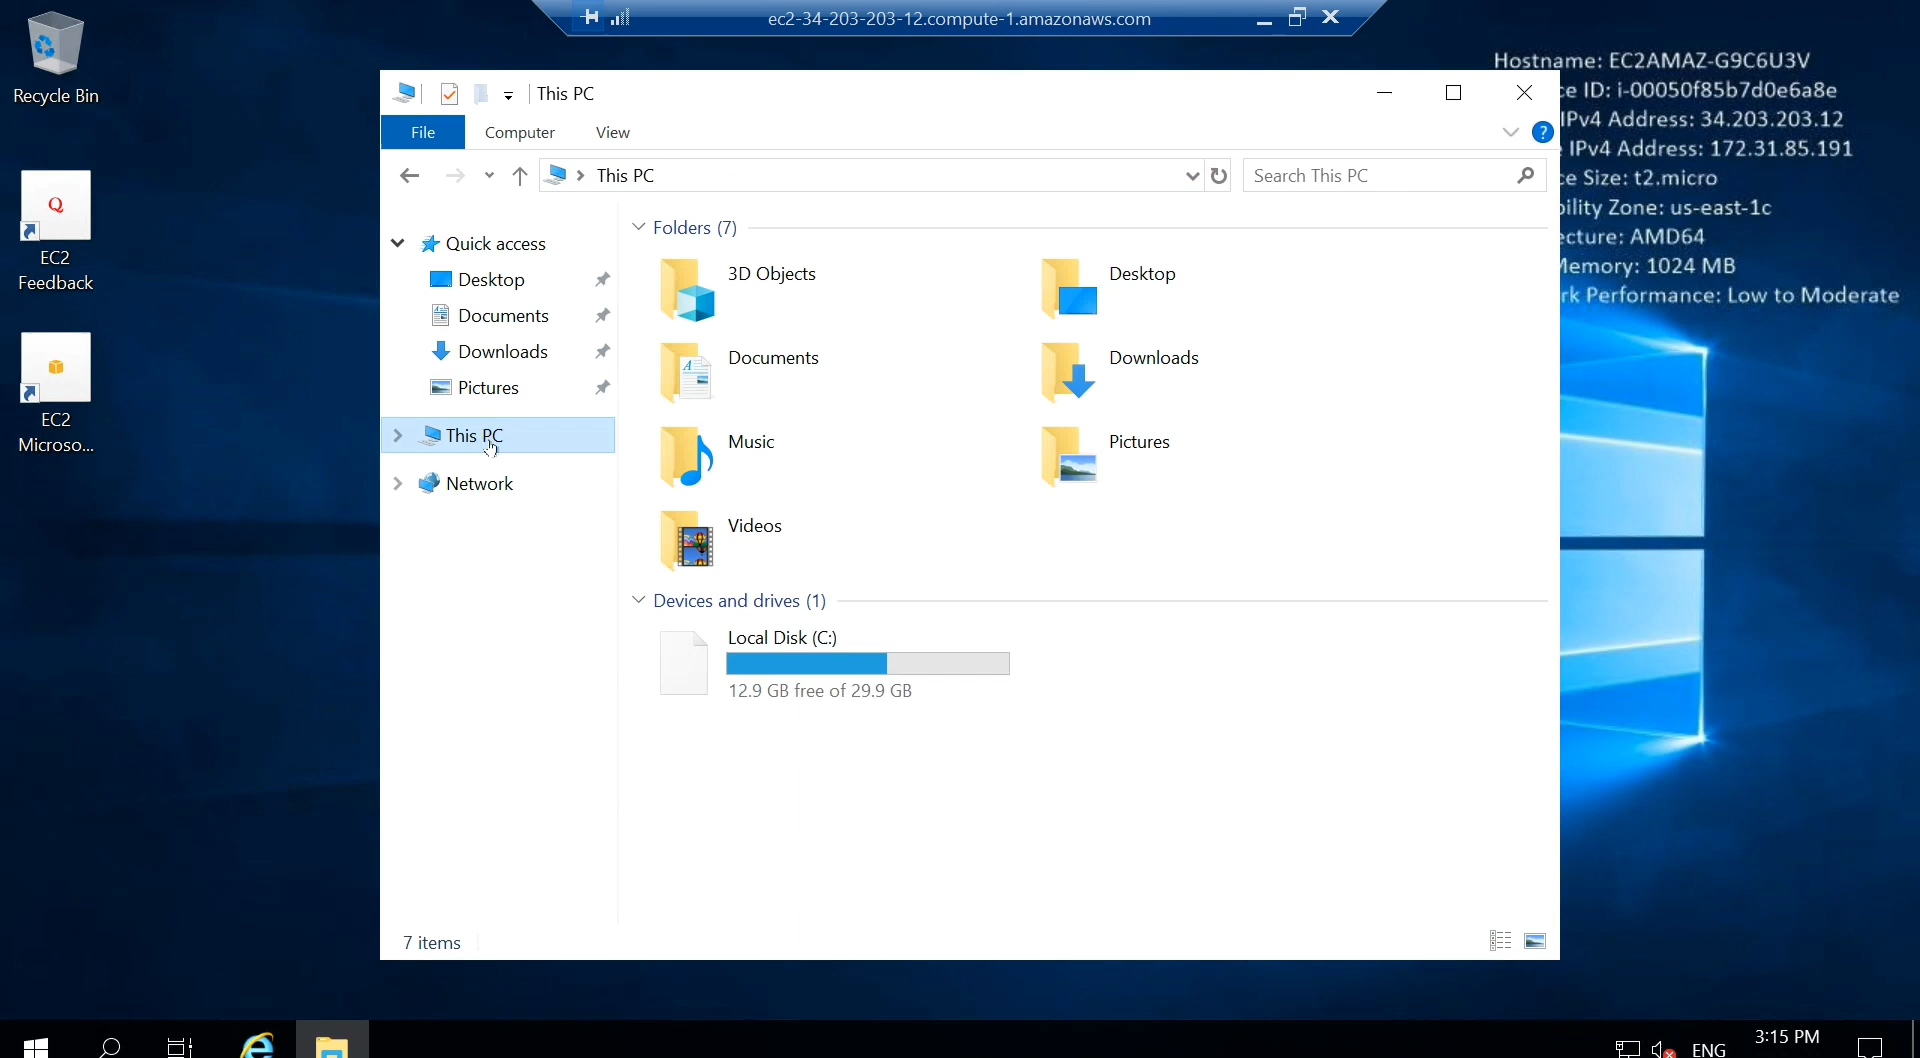 ec2-34-203-203-12.compute-1.amazonaws.com
Recycle Bin
EC2
Feedback
EC2
Microso...
Hostname: EC2AMAZ-G9C6U3V
ce ID: i-00050f85b7d0e6a8e
IPv4 Address: 34.203.203.12
IPv4 Address: 172.31.85.191
ce Size: t2.micro
bility Zone: us-east-1c
ecture: AMD64
Memory: 1024 MB
rk Performance: Low to Moderate
This PC
File Computer View
?
This PC
Search This PC
Quick access
Desktop
Documents
Downloads
Pictures
This PC
Network
Folders (7)
3D Objects
Desktop
Documents
Downloads
Music
Pictures
Videos
Devices and drives (1)
Local Disk (C:)
12.9 GB free of 29.9 GB
7 items
ENG
3:15 PM